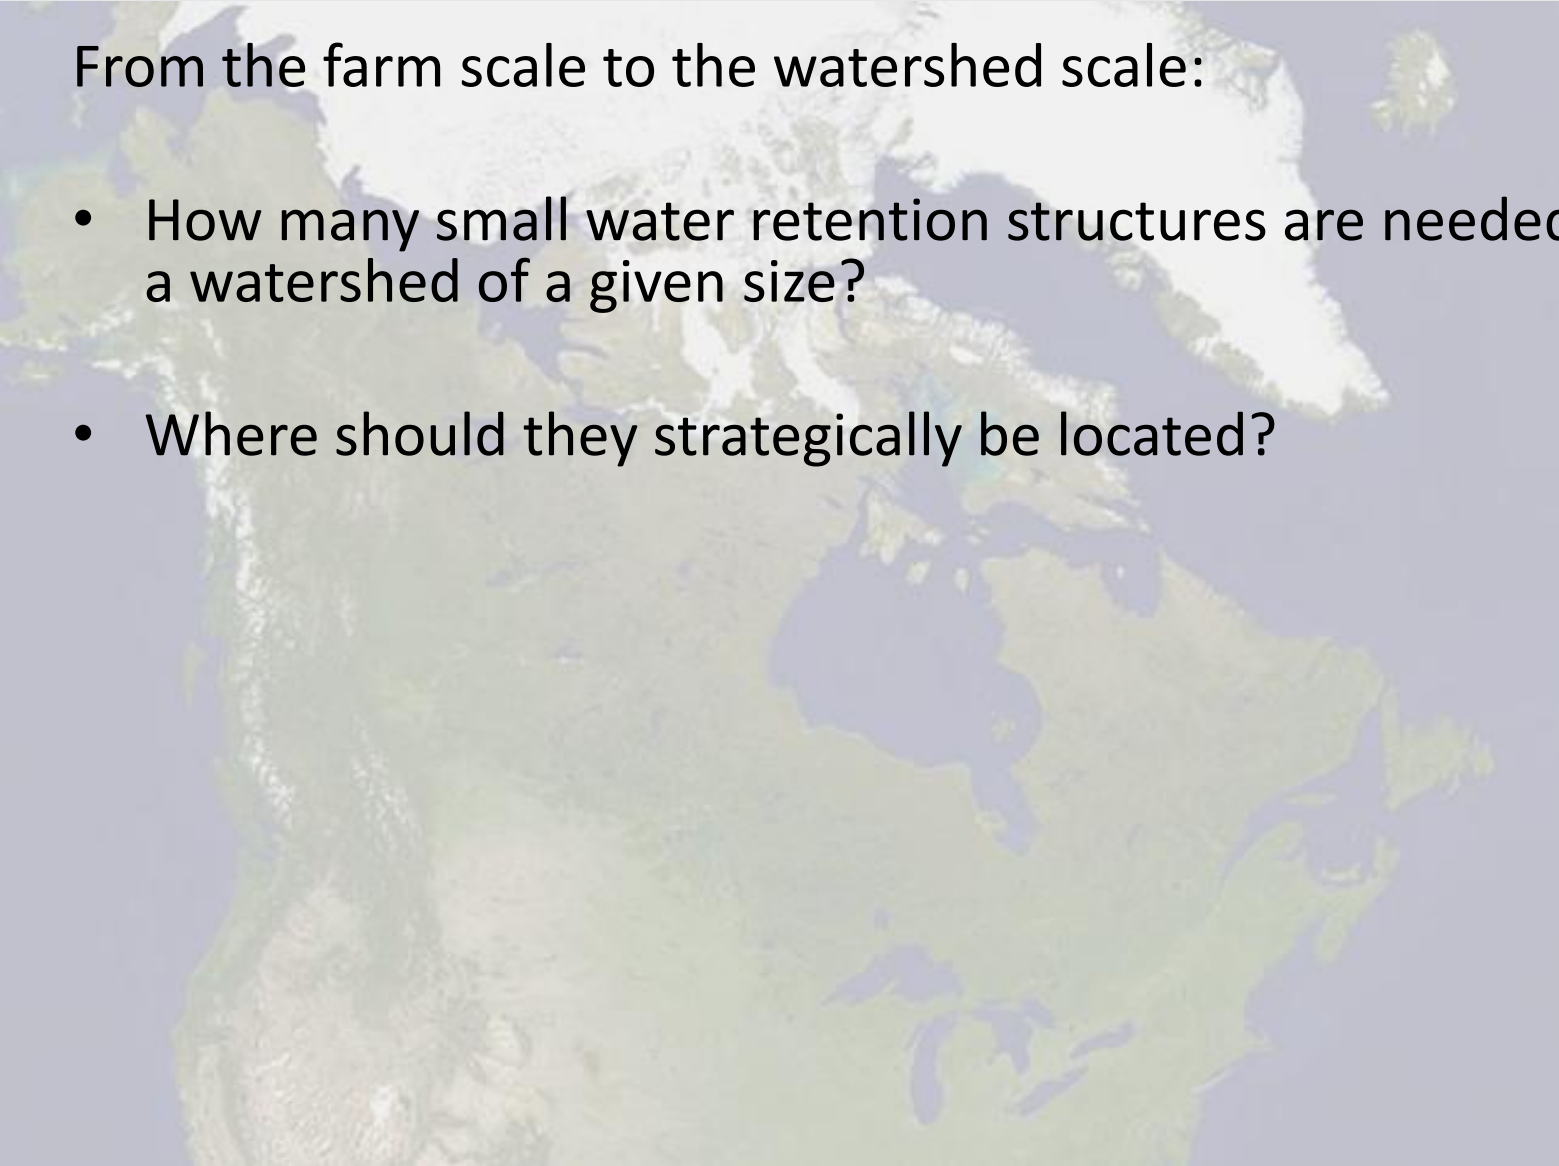 From the farm scale to the watershed scale:
• How many small water retention structures are needed
a watershed of a given size?
• Where should they strategically be located?